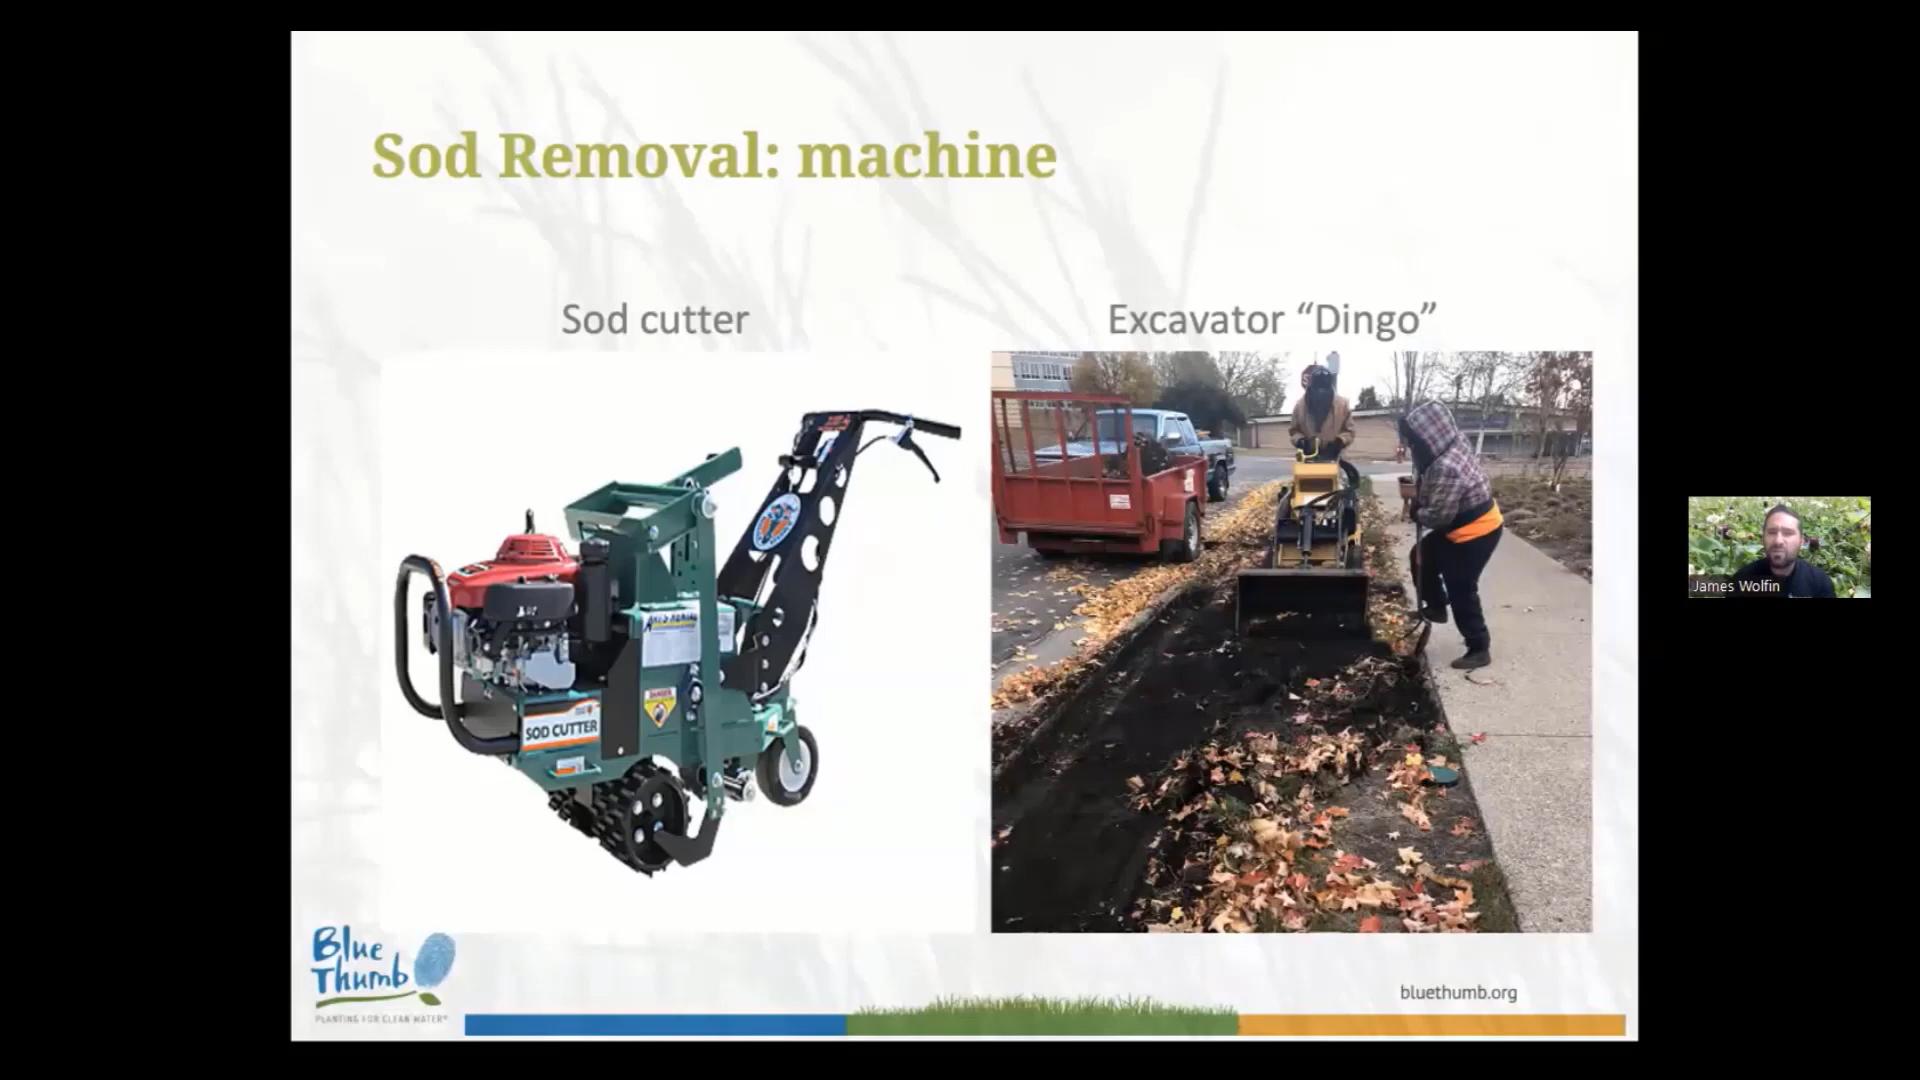 Sod Removal: machine
Sod cutter
Excavator “Dingo”
SOD CUTTER
DANGER
James Wolfin
Blue
Thumb
PLANTING FOR CLEAN WATER
bluethumb.org